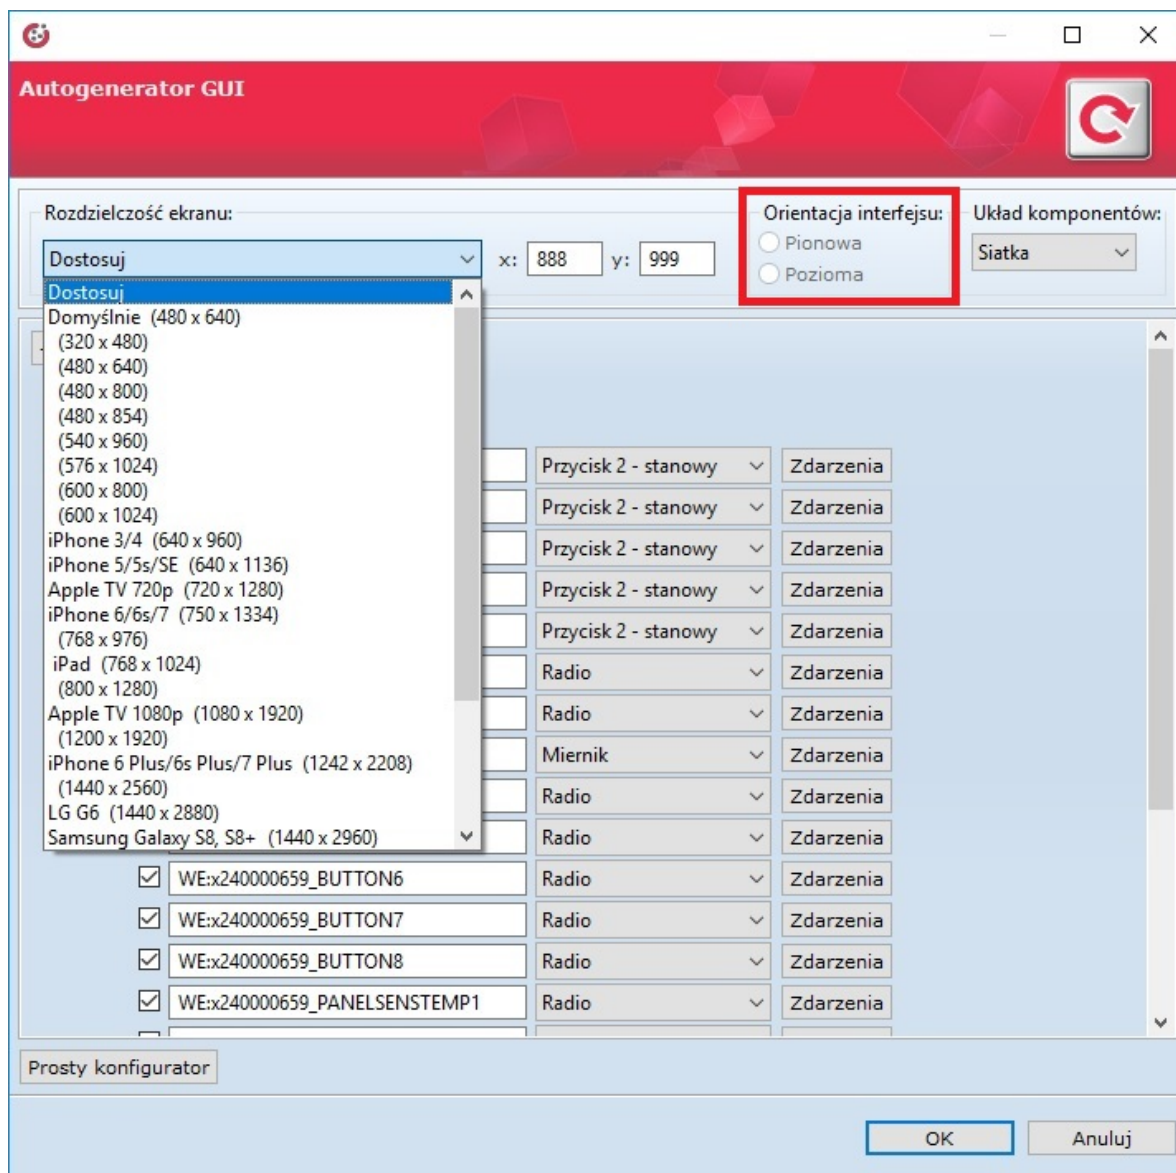 Autogenerator GUI
Rozdzielczość ekranu:
Orientacja interfejsu:
Układ komponentów:
Dostosuj
x: 888 y: 999
Pionowa
Pozioma
Siatka
Dostosuj
Domyślnie (480 x 640)
(320 x 480)
(480 x 640)
(480 x 800)
(480 x 854)
(540 x 960)
(576 x 1024)
(600 x 800)
(600 x 1024)
iPhone 3/4 (640 x 960)
iPhone 5/5s/SE (640 x 1136)
Apple TV 720p (720 x 1280)
iPhone 6/6s/7 (750 x 1334)
(768 x 976)
iPad (768 x 1024)
(800 x 1280)
Apple TV 1080p (1080 x 1920)
(1200 x 1920)
iPhone 6 Plus/6s Plus/7 Plus (1242 x 2208)
(1440 x 2560)
LG G6 (1440 x 2880)
Samsung Galaxy S8, S8+ (1440 x 2960)
Przycisk 2 - stanowy Zdarzenia
Przycisk 2 - stanowy Zdarzenia
Przycisk 2 - stanowy Zdarzenia
Przycisk 2 - stanowy Zdarzenia
Przycisk 2 - stanowy Zdarzenia
Radio Zdarzenia
Radio Zdarzenia
Miernik Zdarzenia
Radio Zdarzenia
Radio Zdarzenia
WE:x240000659_BUTTON6 Radio Zdarzenia
WE:x240000659_BUTTON7 Radio Zdarzenia
WE:x240000659_BUTTON8 Radio Zdarzenia
WE:x240000659_PANELSENSTEMP1 Radio Zdarzenia
Prosty konfigurator
OK
Anuluj